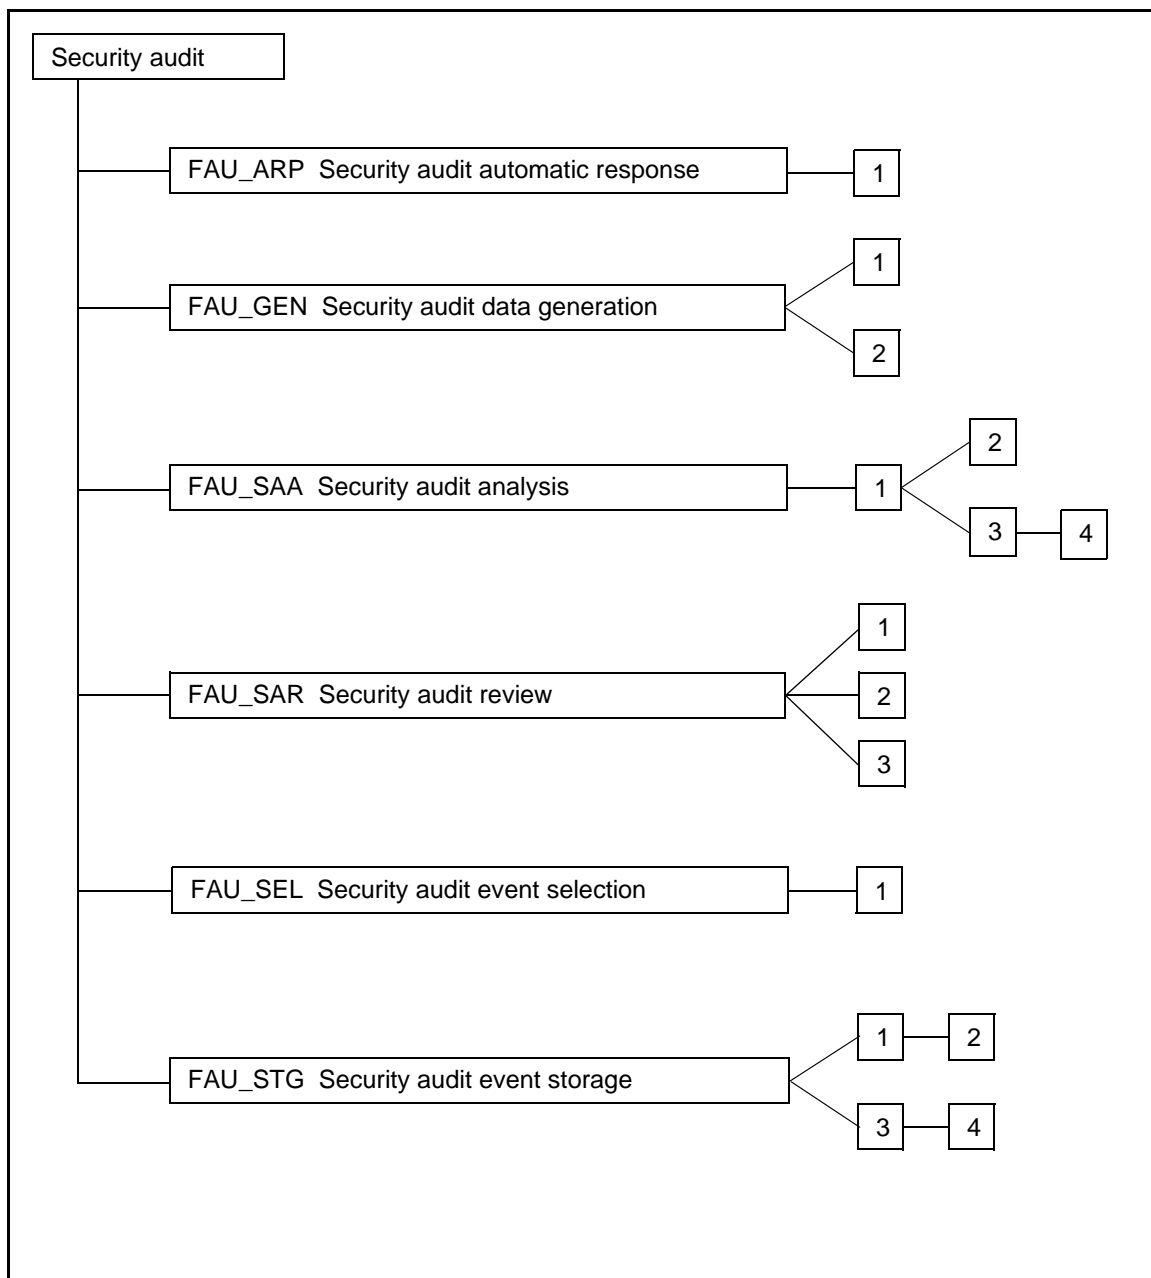 Security audit
FAU_ARP Security audit automatic response
1
1
FAU_GEN Security audit data generation
2
2
FAU_SAA Security audit analysis
1
3
4
1
FAU_SAR Security audit review
2
3
FAU_SEL Security audit event selection
1
1
2
FAU_STG Security audit event storage
3
4